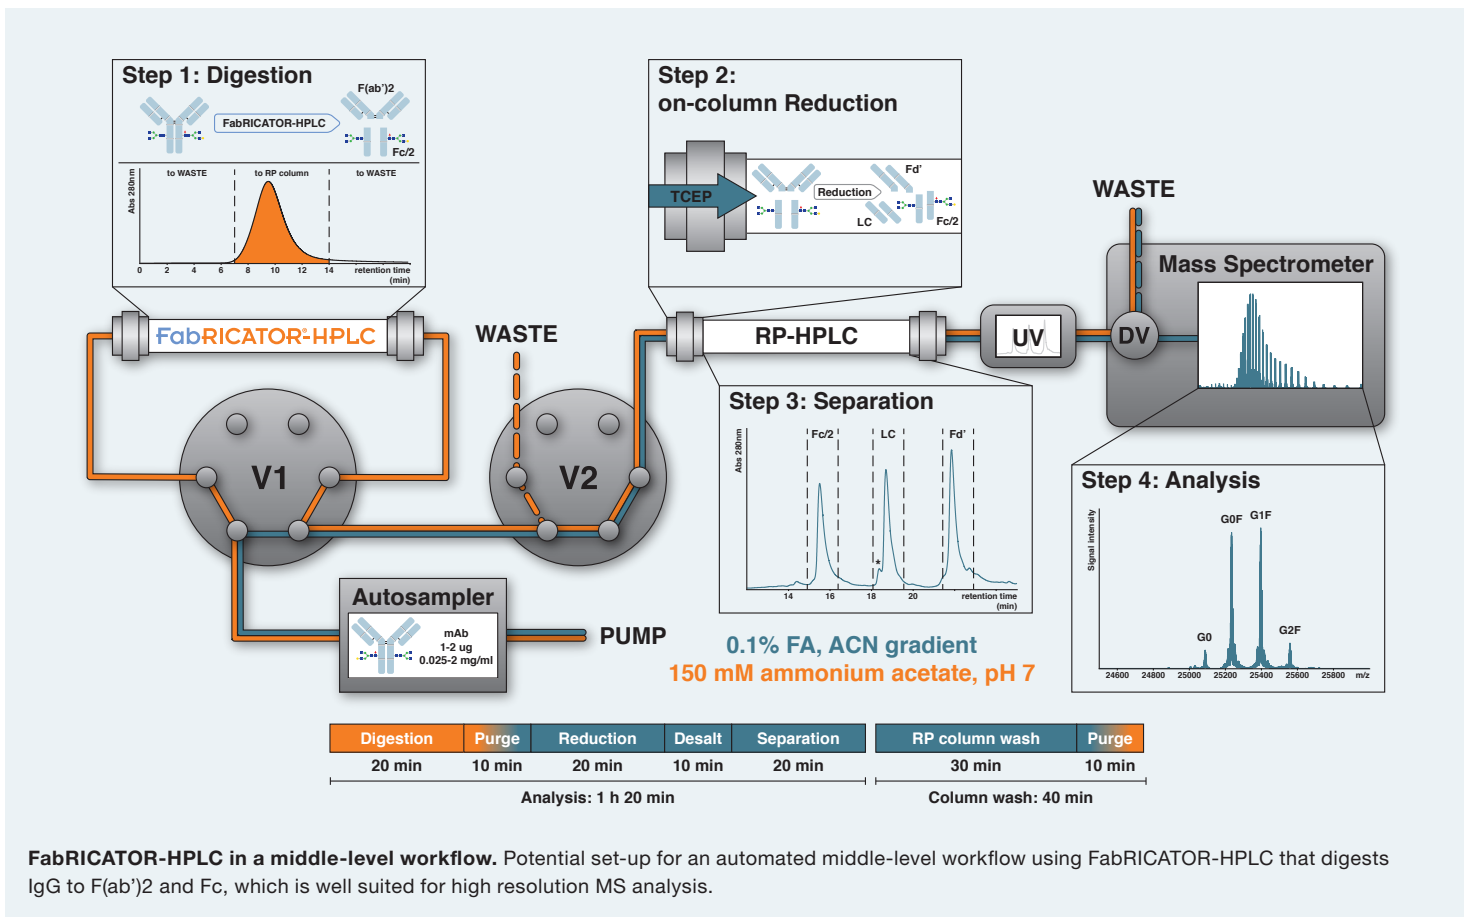 Step 1: Digestion
F(ab')2
FabRICATOR-HPLC
Fc/2
to WASTE
to RP column
to WASTE
Abs 280nm
0 2 4 6 8 10 12 14
retention time
(min)
FabRICATOR®-HPLC
Step 2:
on-column Reduction
TCEP
Reduction
Fd'
LC
Fc/2
WASTE
WASTE
Mass Spectrometer
RP-HPLC
UV
DV
V1
V2
Step 3: Separation
Abs 280nm
Fc/2
LC
Fd'
*
14 16 18 20
retention time
(min)
Step 4: Analysis
Signal intensity
G0
G0F
G1F
G2F
24600 24800 25000 25200 25400 25600 25800 m/z
Autosampler
mAb
1-2 ug
0.025-2 mg/ml
PUMP
0.1% FA, ACN gradient
150 mM ammonium acetate, pH 7
Digestion Purge Reduction Desalt Separation RP column wash Purge
20 min 10 min 20 min 10 min 20 min 30 min 10 min
Analysis: 1 h 20 min Column wash: 40 min
FabRICATOR-HPLC in a middle-level workflow. Potential set-up for an automated middle-level workflow using FabRICATOR-HPLC that digests
IgG to F(ab')2 and Fc, which is well suited for high resolution MS analysis.